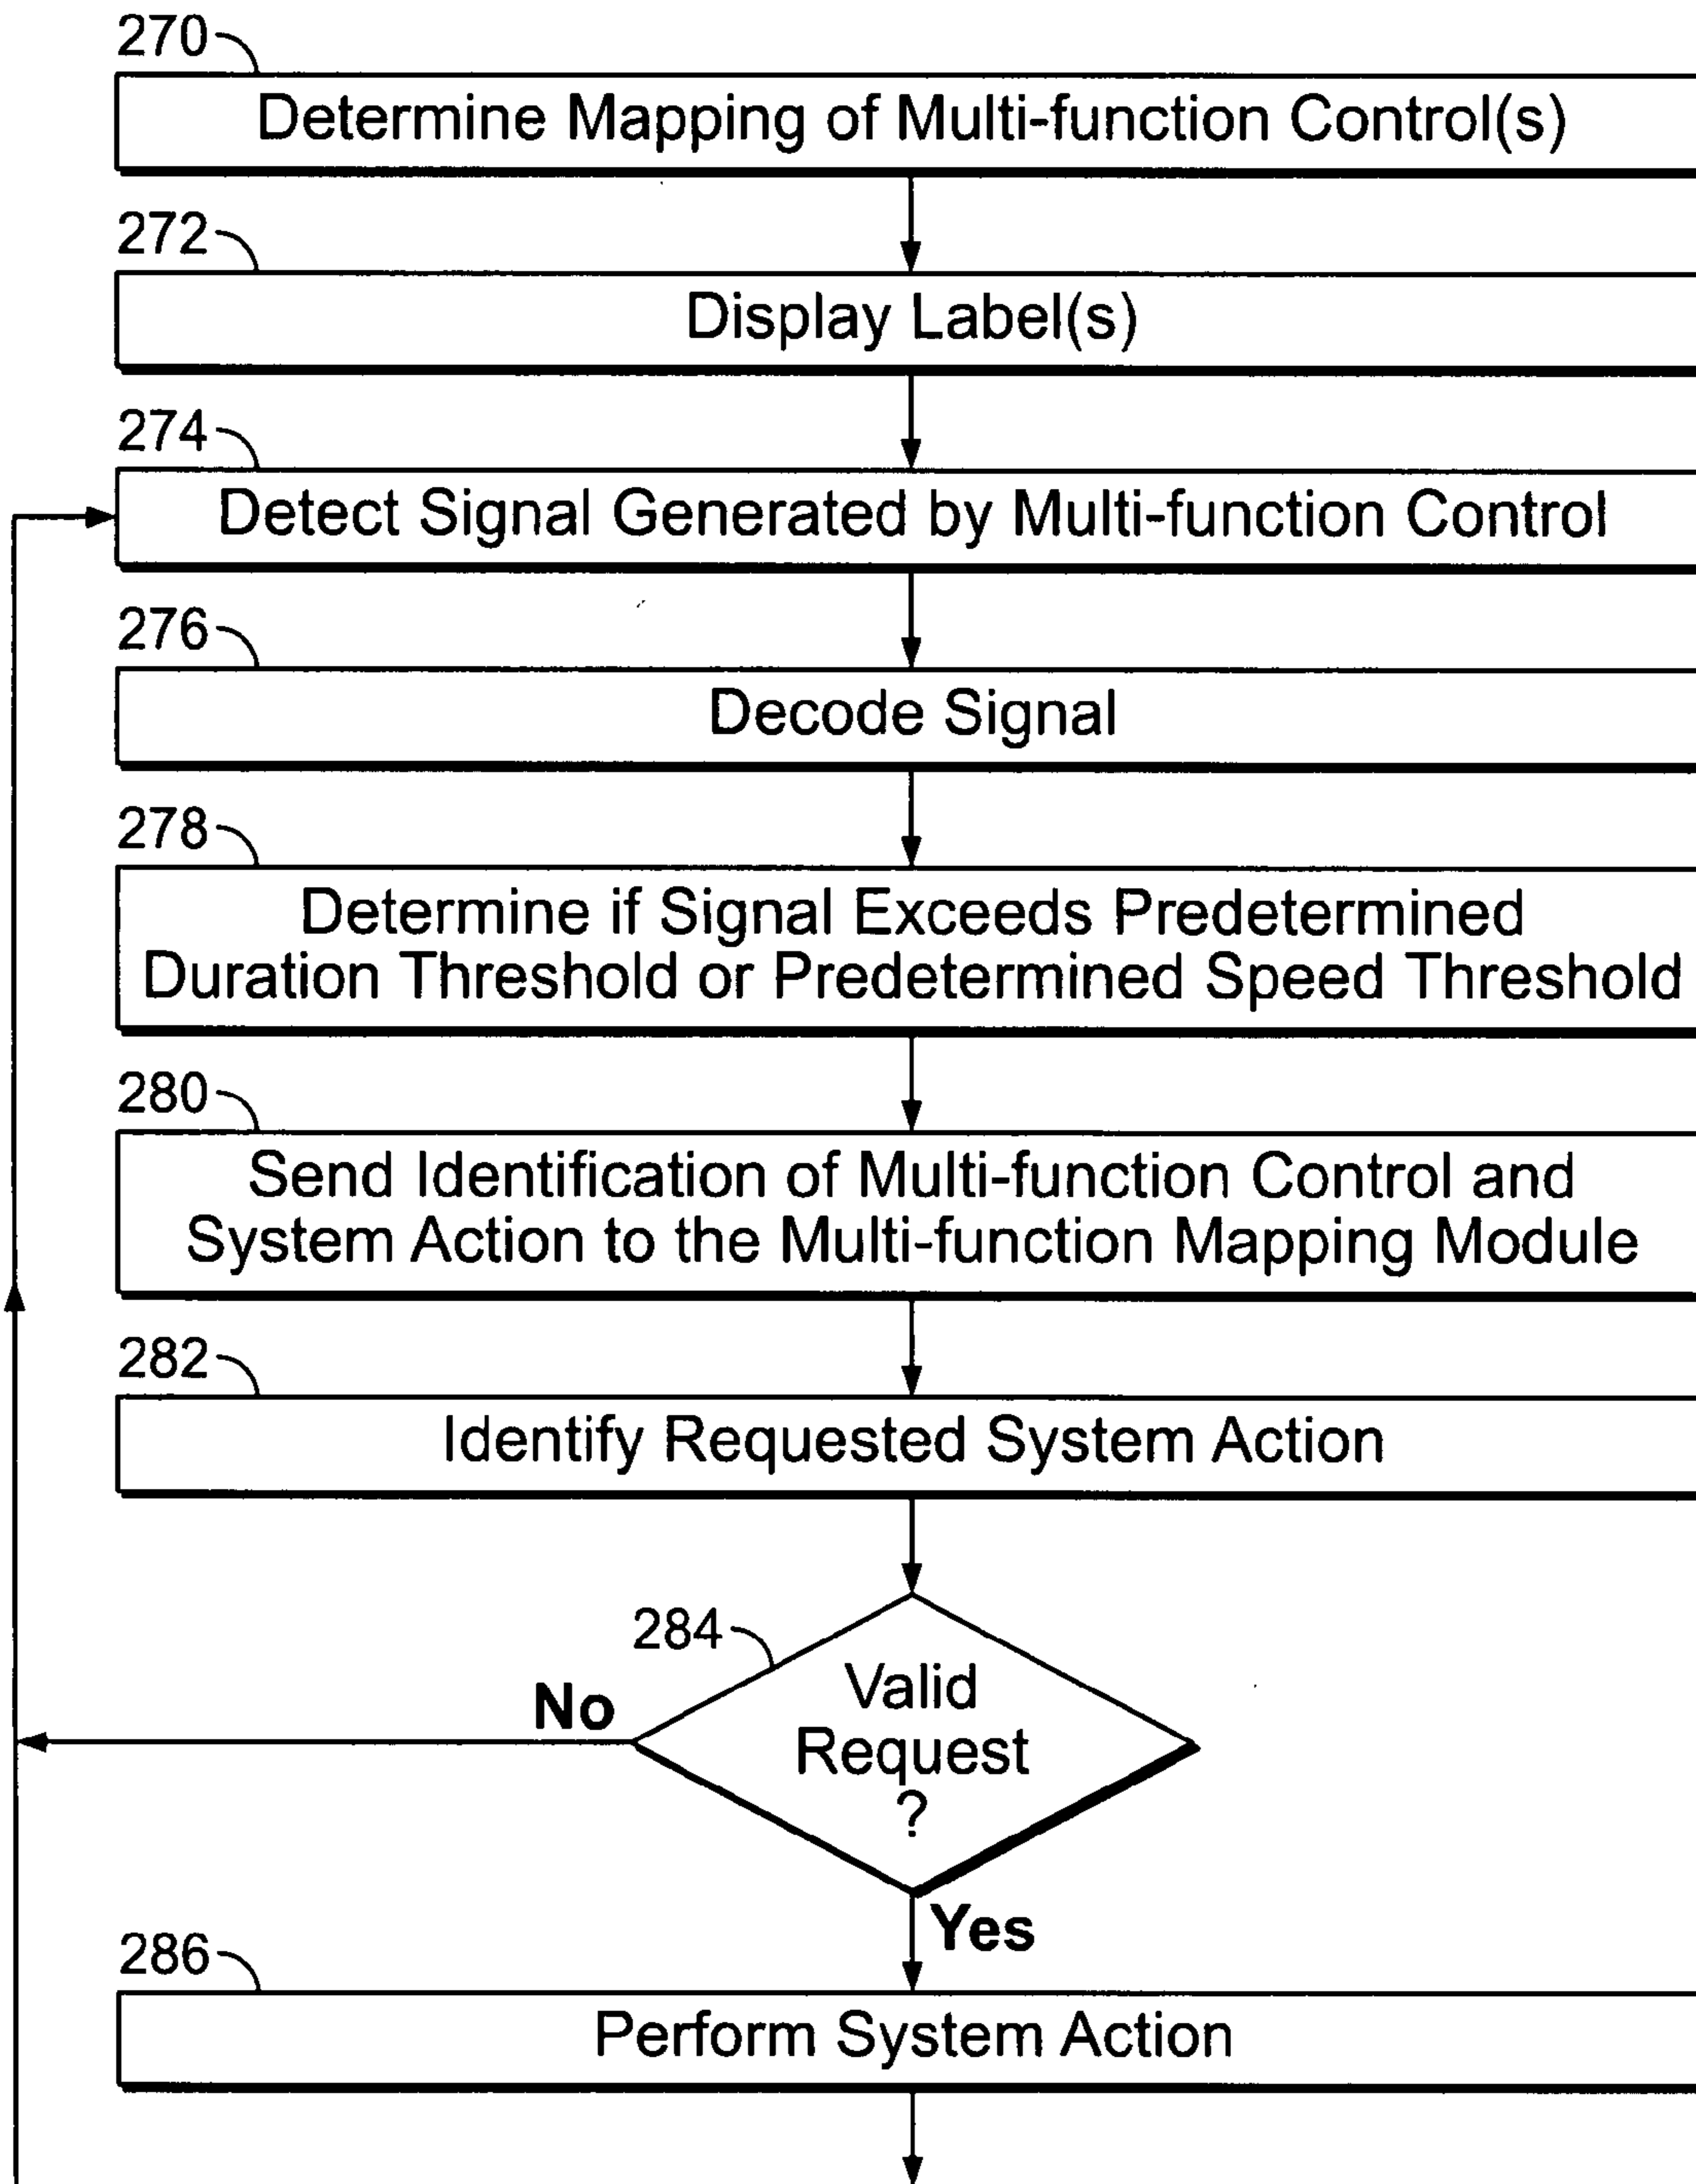 270
Determine Mapping of Multi-function Control(s)
272
Display Label(s)
274
Detect Signal Generated by Multi-function Control
276
Decode Signal
278
Determine if Signal Exceeds Predetermined
Duration Threshold or Predetermined Speed Threshold
280
Send Identification of Multi-function Control and
System Action to the Multi-function Mapping Module
282
Identify Requested System Action
284
Valid
Request
?
No
Yes
286
Perform System Action